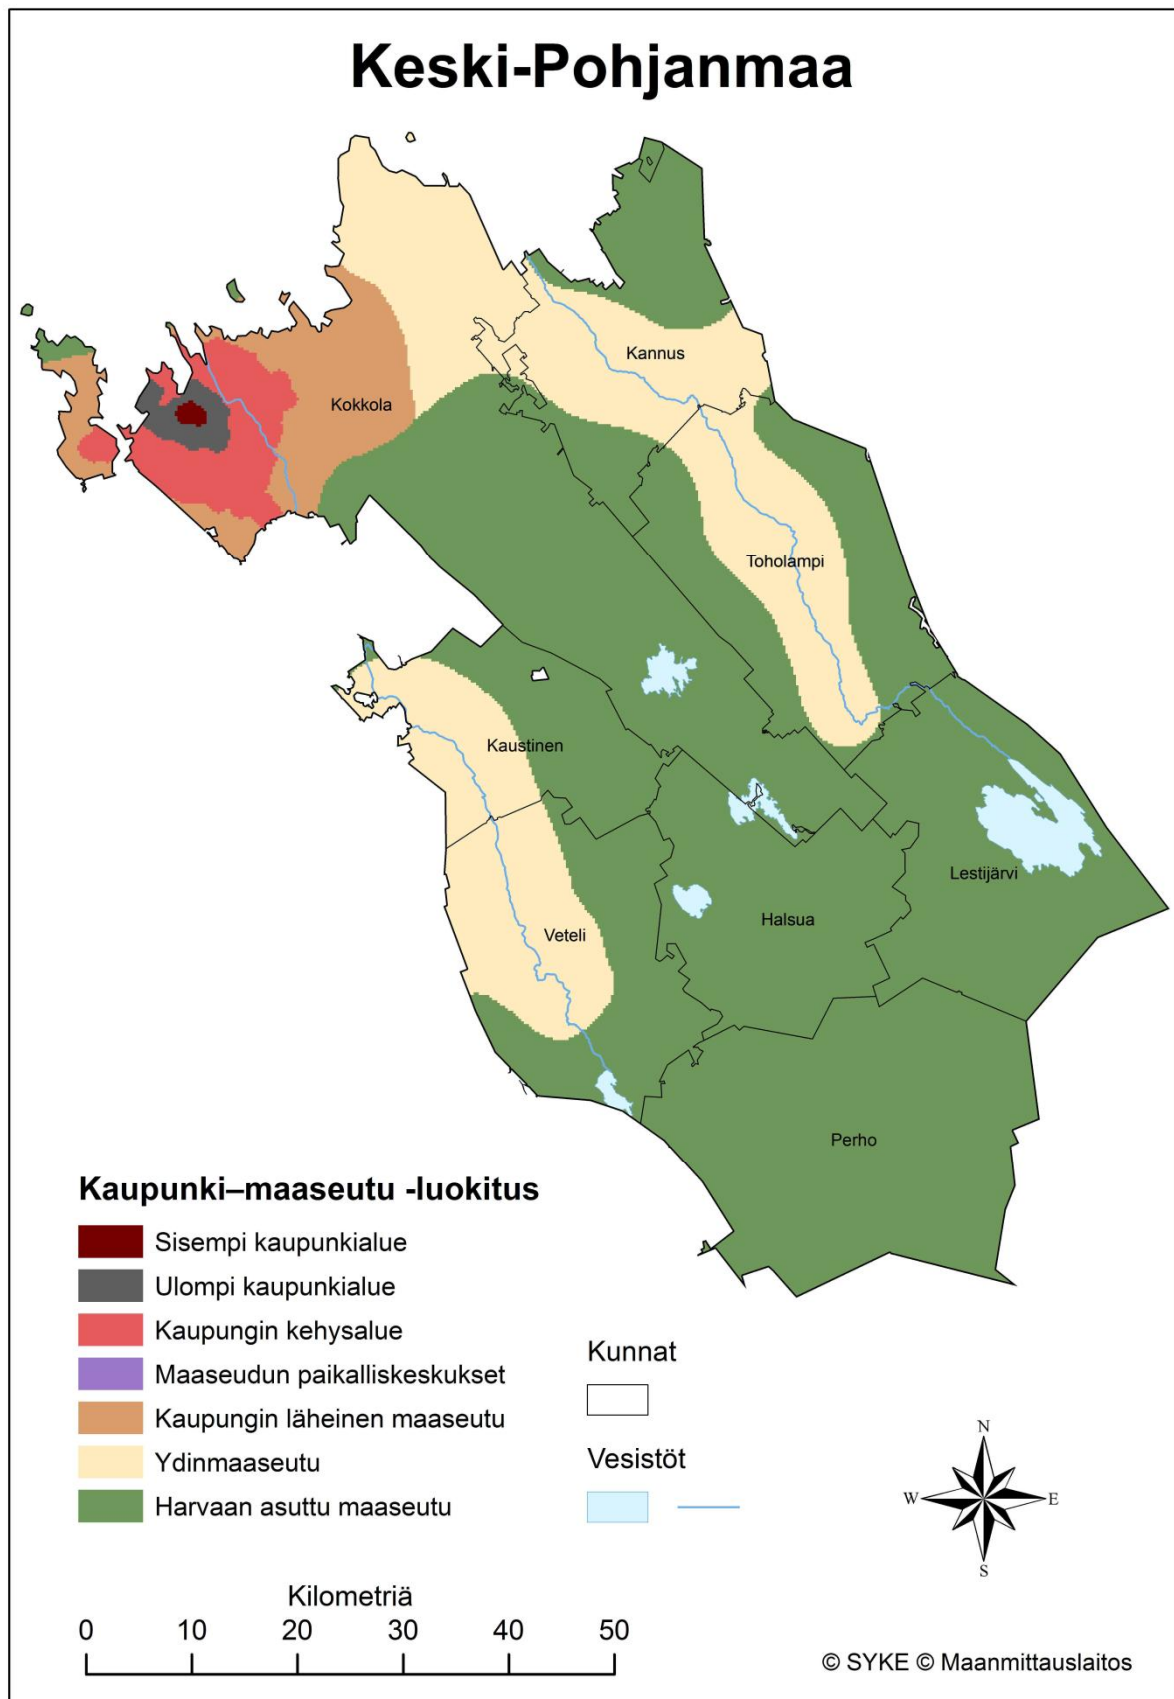 Keski-Pohjanmaa
Kannus
Kokkola
Toholampi
Kaustinen
Lestijärvi
Halsua
Veteli
Perho
Kaupunki–maaseutu -luokitus
Sisempi kaupunkialue
Ulompi kaupunkialue
Kaupungin kehysalue
Maaseudun paikalliskeskukset
Kaupungin läheinen maaseutu
Ydinmaaseutu
Harvaan asuttu maaseutu
Kunnat
Vesistöt
N
W
E
S
Kilometriä
0 10 20 30 40 50
© SYKE © Maanmittauslaitos